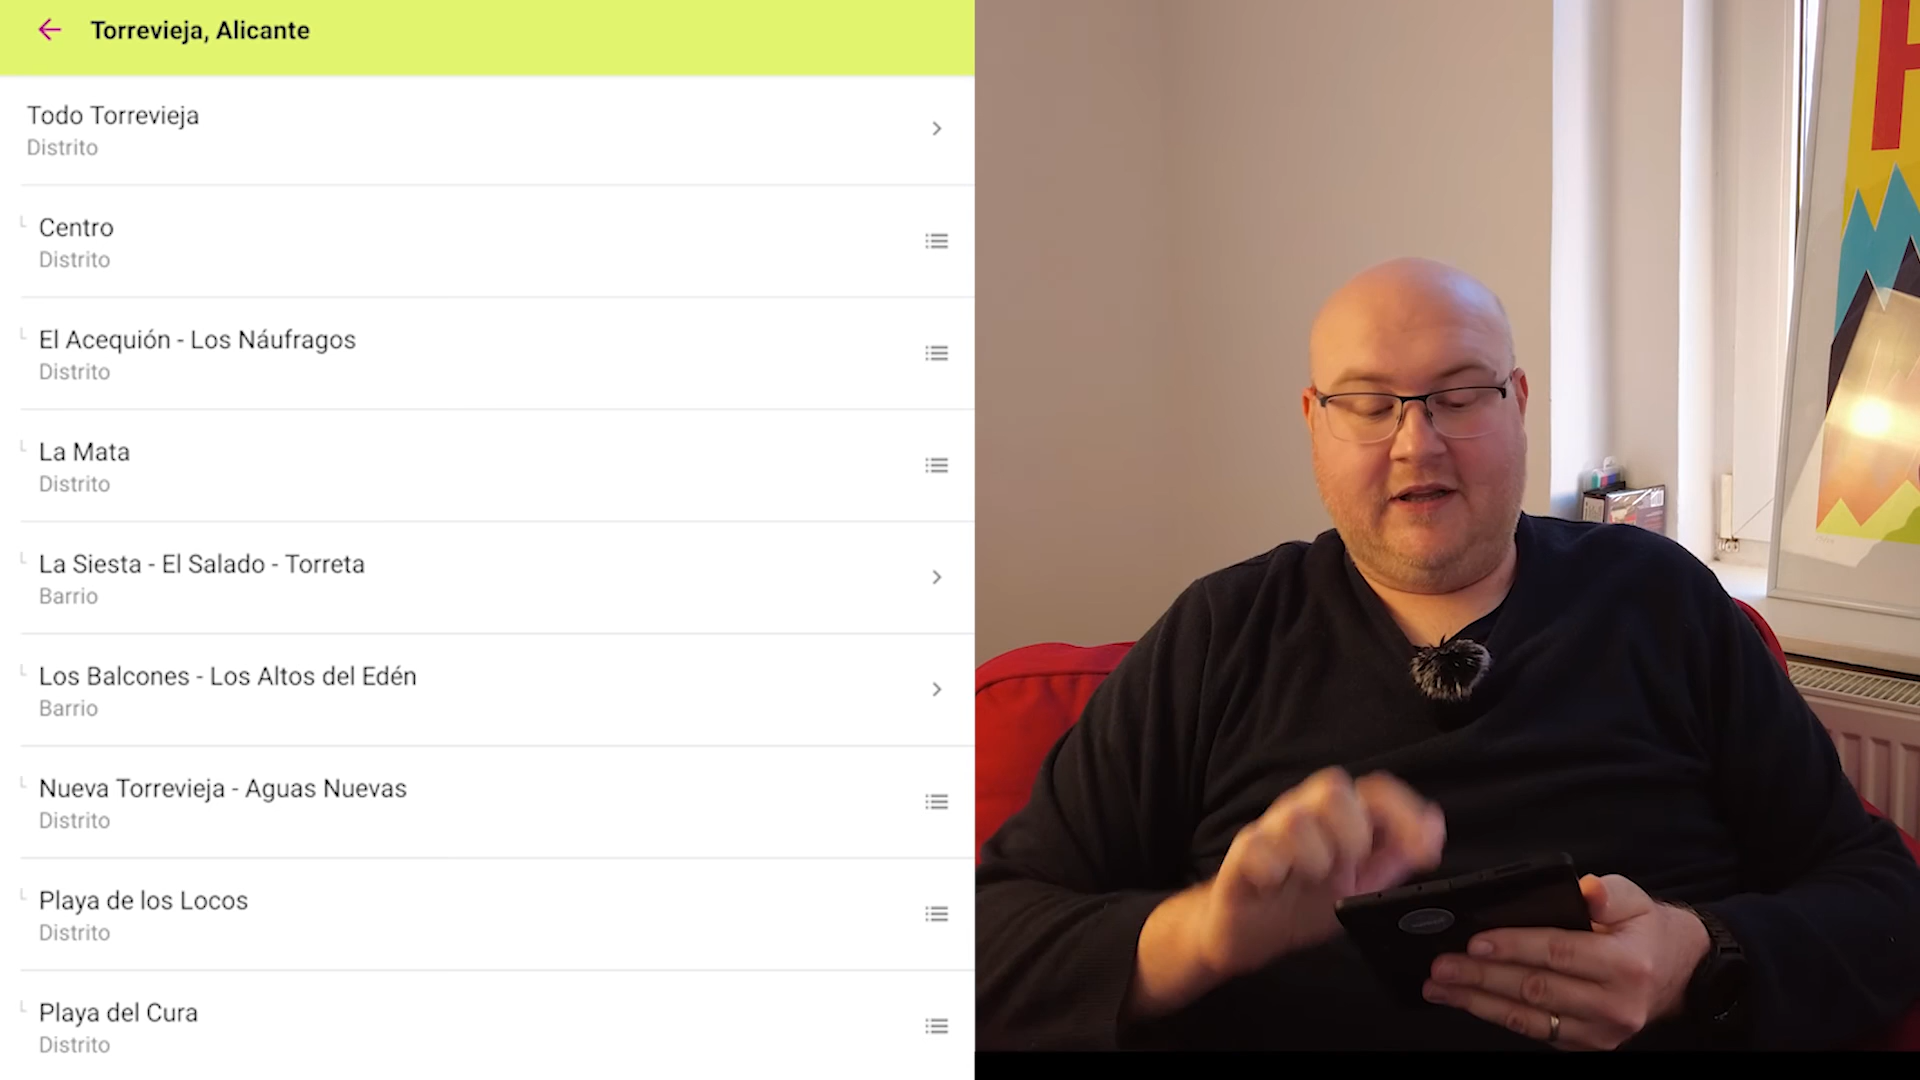 Torrevieja, Alicante
Todo Torrevieja
Distrito
Centro
Distrito
El Acequión - Los Náufragos
Distrito
La Mata
Distrito
La Siesta - El Salado - Torreta
Barrio
Los Balcones - Los Altos del Edén
Barrio
Nueva Torrevieja - Aguas Nuevas
Distrito
Playa de los Locos
Distrito
Playa del Cura
Distrito